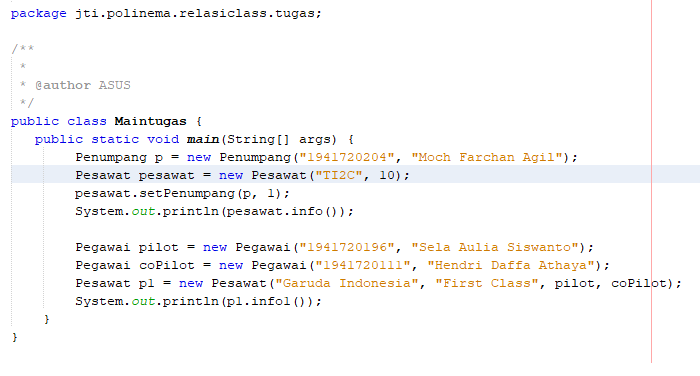 package jti.polinema.relasiclass.tugas;
/**
*
* @author ASUS
*/
public class Maintugas {
public static void main(String[] args) {
Penumpang p = new Penumpang("1941720204", "Moch Farchan Agil");
Pesawat pesawat = new Pesawat("TI2C", 10);
pesawat.setPenumpang(p, 1);
System.out.println(pesawat.info());
Pegawai pilot = new Pegawai("1941720196", "Sela Aulia Siswanto");
Pegawai coPilot = new Pegawai("1941720111", "Hendri Daffa Athaya");
Pesawat p1 = new Pesawat("Garuda Indonesia", "First Class", pilot, coPilot);
System.out.println(p1.info1());
}
}